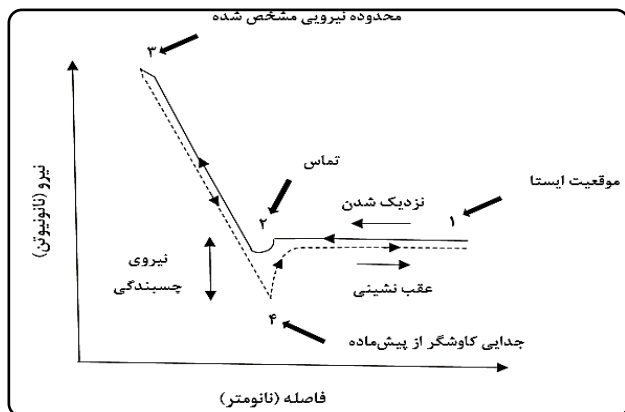 محدوده نیرویی مشخص شده
۳
تماس
موقعیت ایستا
نزدیک شدن
۱
۲
نیرو (نانونیوتن)
نیروی
چسبندگی
عقب نشینی
۴
جدایی کاوشگر از پیش‌ماده
فاصله (نانومتر)